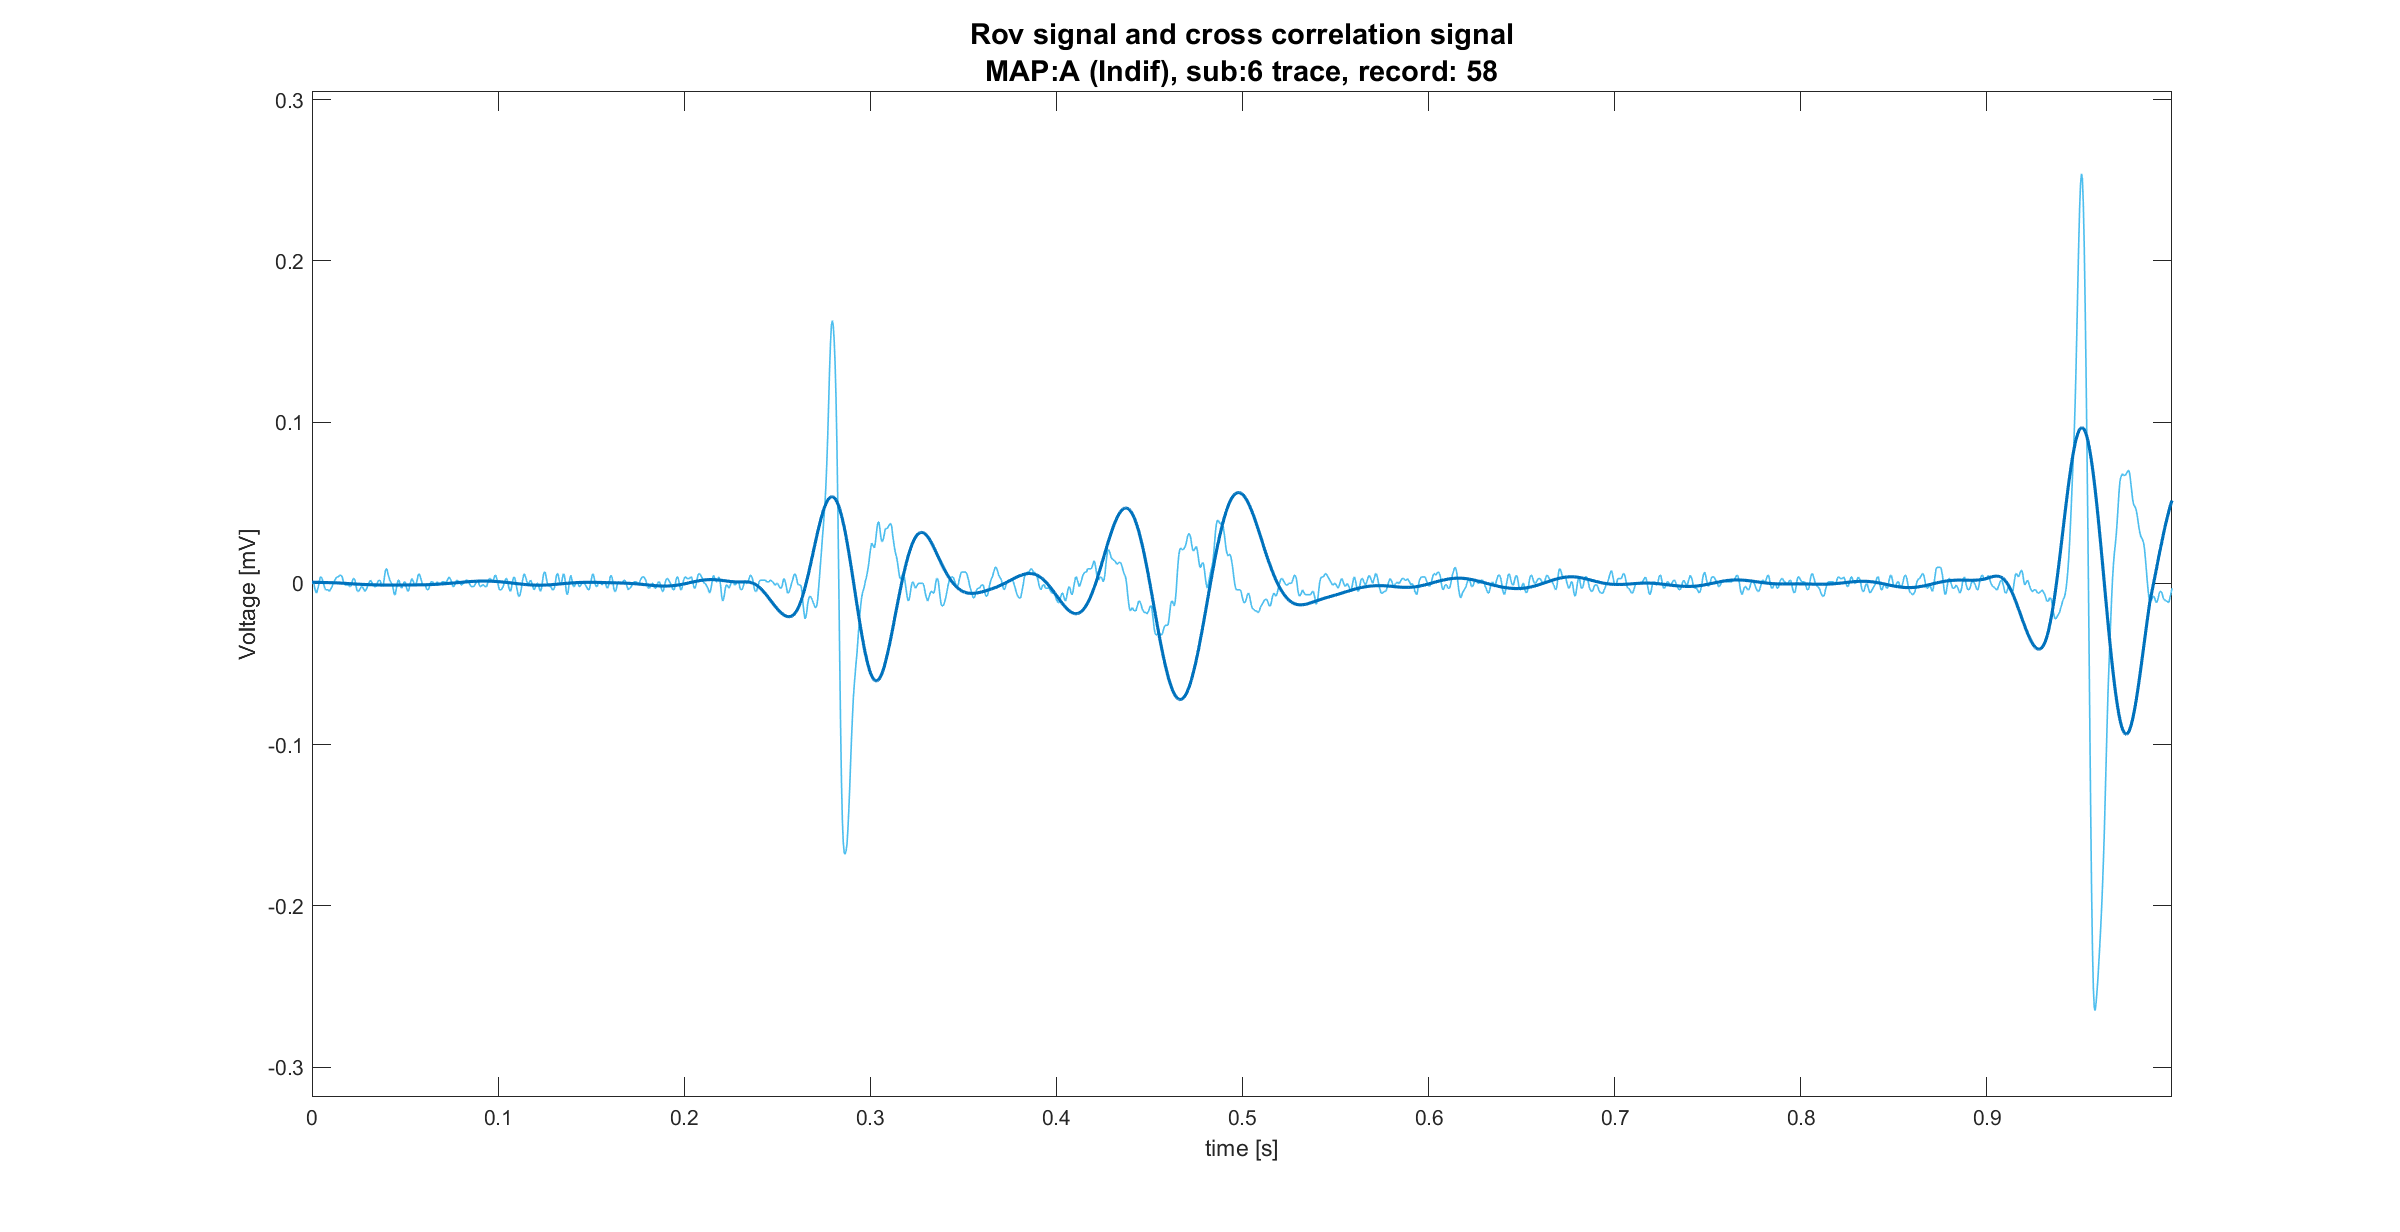 Rov signal and cross correlation signal
MAP:A (Indif), sub:6 trace, record: 58
0.3
0.2
0.1
0
-0.1
-0.2
-0.3
Voltage [mV]
0 0.1 0.2 0.3 0.4 0.5 0.6 0.7 0.8 0.9
time [s]